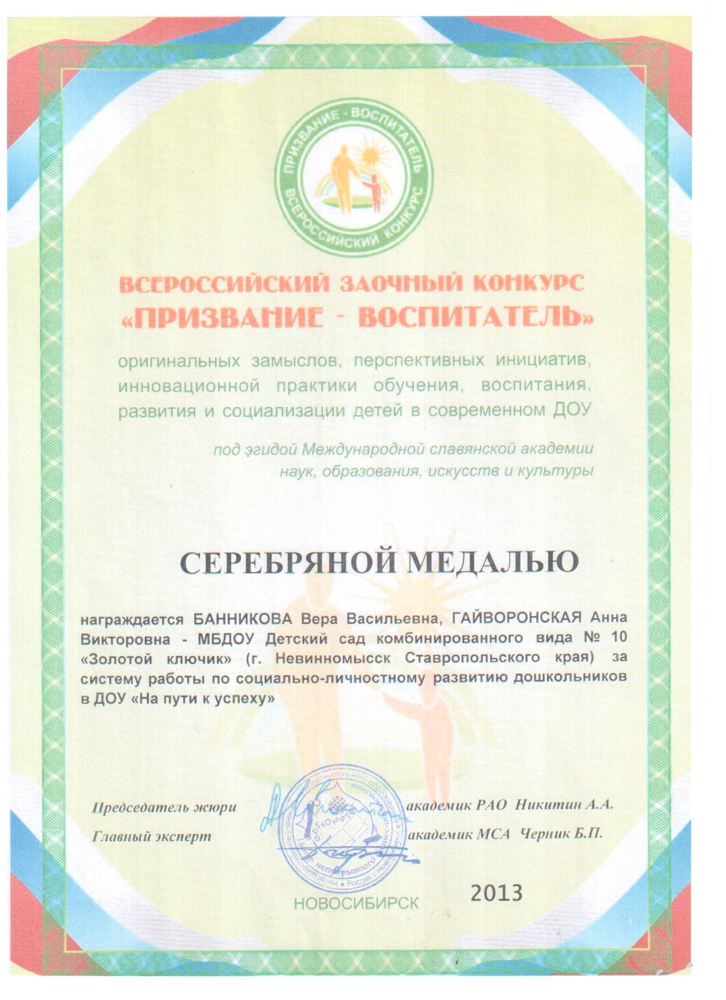 ПРИЗВАНИЕ - ВОСПИТАТЕЛЬ
ВСЕРОССИЙСКИЙ КОНКУРС
ВСЕРОССИЙСКИЙ ЗАОЧНЫЙ КОНКУРС
«ПРИЗВАНИЕ - ВОСПИТАТЕЛЬ»
оригинальных замыслов, перспективных инициатив,
инновационной практики обучения, воспитания,
развития и социализации детей в современном ДОУ
под эгидой Международной славянской академии
наук, образования, искусств и культуры
СЕРЕБРЯНОЙ МЕДАЛЬЮ
награждается БАННИКОВА Вера Васильевна, ГАЙВОРОНСКАЯ Анна
Викторовна - МБДОУ Детский сад комбинированного вида № 10
«Золотой ключик» (г. Невинномысск Ставропольского края) за
систему работы по социально-личностному развитию дошкольников
в ДОУ «На пути к успеху»
Председатель жюри академик РАО Никитин А.А.
Главный эксперт академик МСА Черник Б.П.
оргкомитет
непрерывного
Россия г.Новосибирск
2013
НОВОСИБИРСК